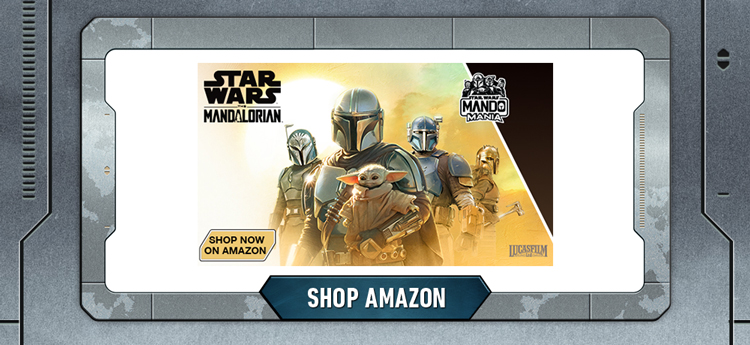 STAR
WARS
THE
MANDALORIAN
STAR WARS
MANDO
MANIA
SHOP NOW
ON AMAZON
LUCASFILM
SHOP AMAZON